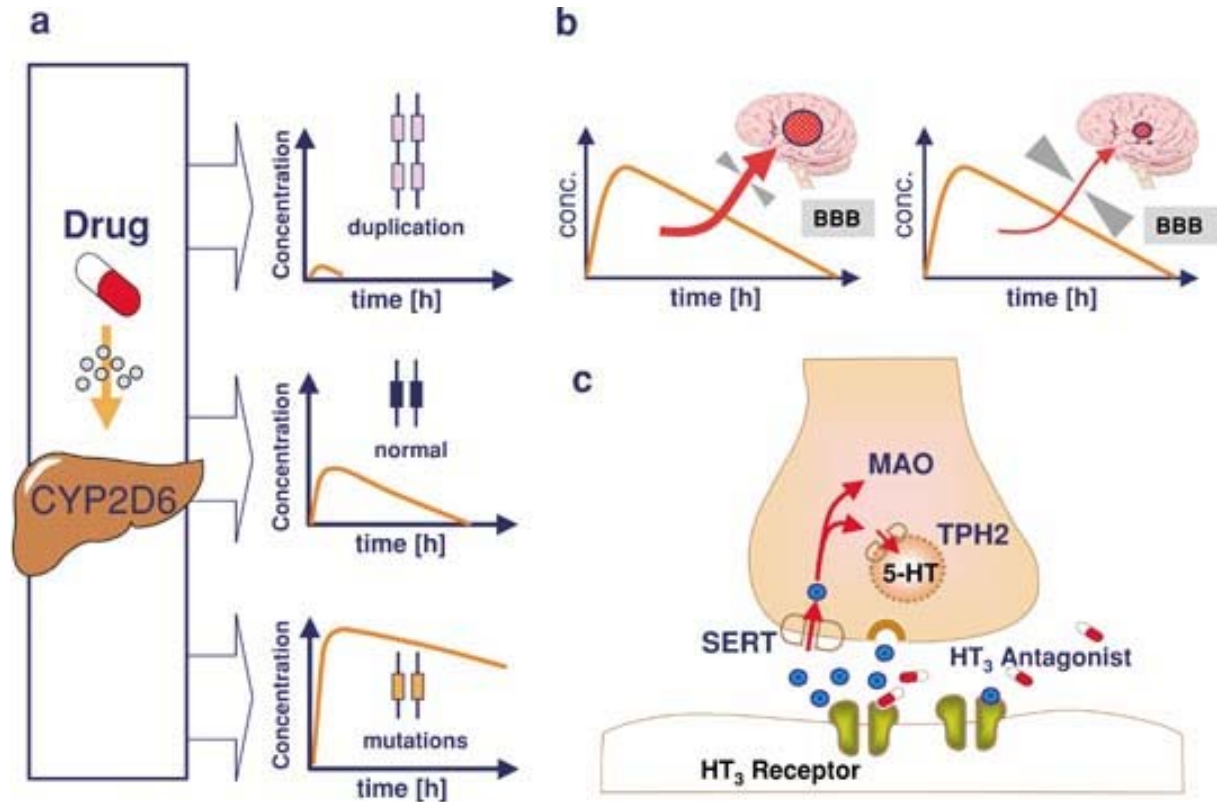 a
Drug
CYP2D6
Concentration
duplication
time [h]
Concentration
normal
time [h]
Concentration
mutations
time [h]
b
conc.
BBB
time [h]
conc.
BBB
time [h]
c
MAO
TPH2
5-HT
SERT
HT₃ Antagonist
HT₃ Receptor